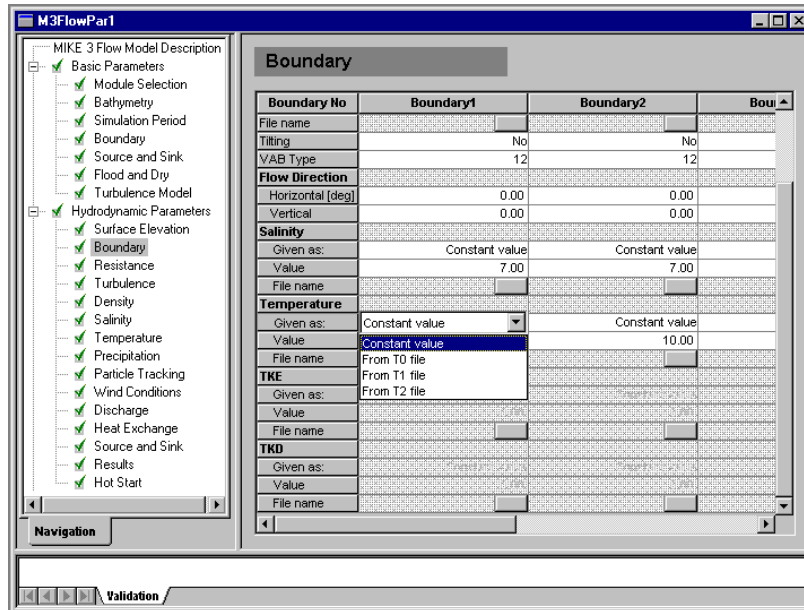 M3FlowPar1
MIKE 3 Flow Model Description
Basic Parameters
Module Selection
Bathymetry
Simulation Period
Boundary
Source and Sink
Flood and Dry
Turbulence Model
Hydrodynamic Parameters
Surface Elevation
Boundary
Resistance
Turbulence
Density
Salinity
Temperature
Precipitation
Particle Tracking
Wind Conditions
Discharge
Heat Exchange
Source and Sink
Results
Hot Start
Navigation
Boundary
Boundary No Boundary1 Boundary2
File name
Tilting No No
VAB Type 12 12
Flow Direction
Horizontal [deg] 0.00 0.00
Vertical 0.00 0.00
Salinity
Given as: Constant value Constant value
Value 7.00 7.00
File name
Temperature
Given as: Constant value Constant value
Value Constant value 10.00
File name From T0 file
TKE From T1 file
Given as: From T2 file
Value
File name
TKD
Given as:
Value
File name
Validation